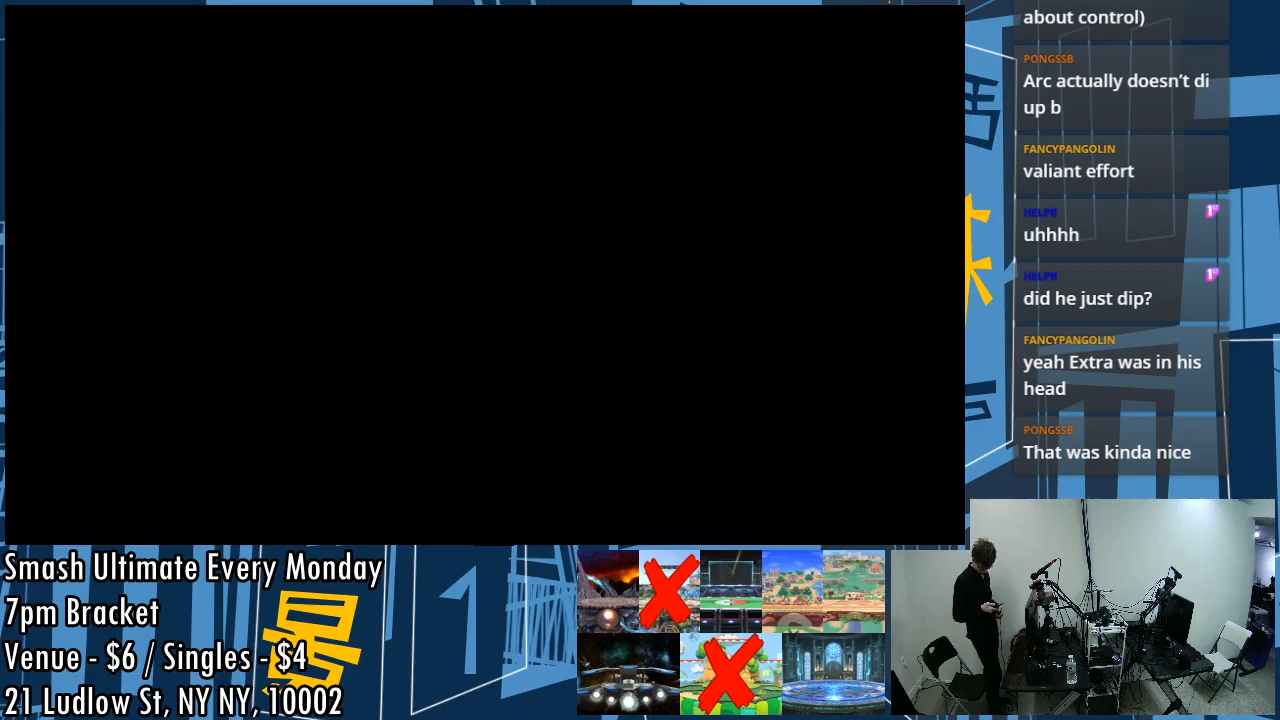 about control)
PONGSSB
Arc actually doesn't di
up b
FANCYPANGOLIN
valiant effort
HELPR
uhhhh
HELPR
did he just dip?
FANCYPANGOLIN
yeah Extra was in his
head
PONGSSB
That was kinda nice
Smash Ultimate Every Monday
7pm Bracket
Venue - $6 / Singles - $4
21 Ludlow St, NY NY, 10002